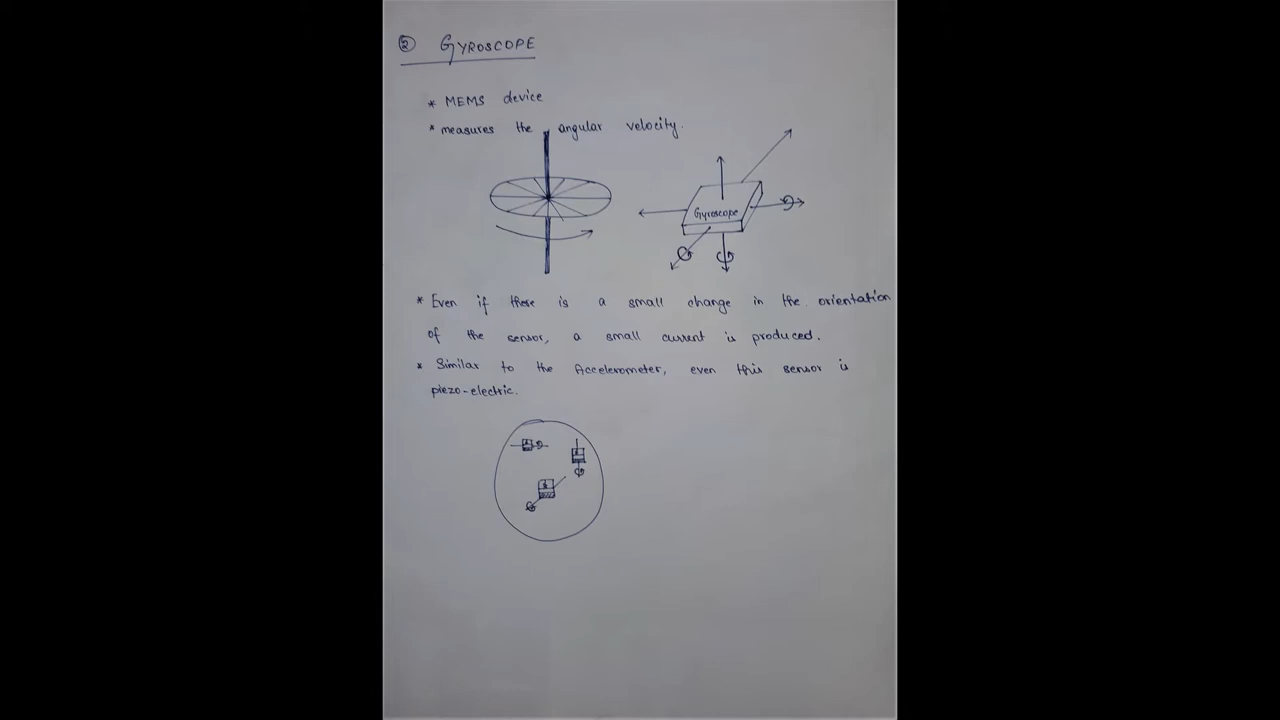 2 GYROSCOPE
* MEMS device
* measures the angular velocity.
Gyroscope
* Even if there is a small change in the orientation
of the sensor, a small current is produced.
* Similar to the Accelerometer, even this sensor is
piezo-electric.